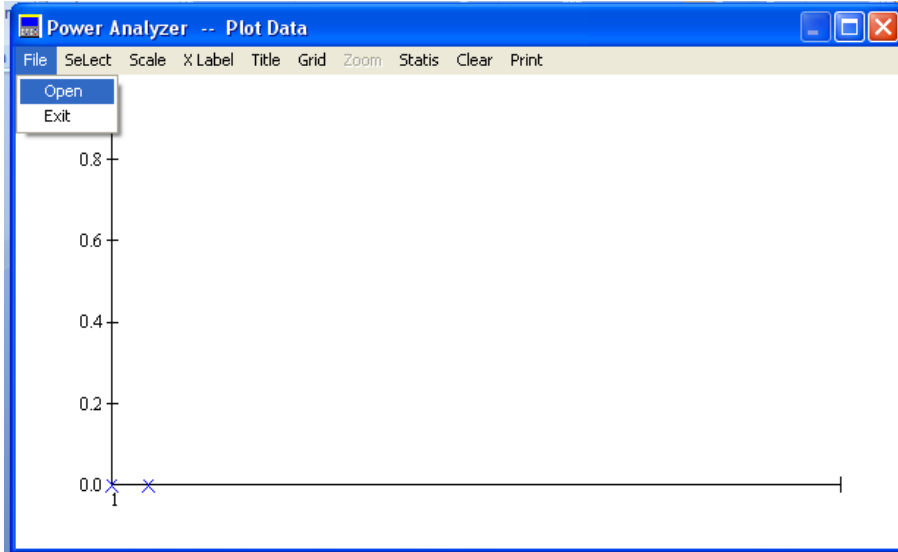 Power Analyzer -- Plot Data
File SeLect Scale X Label Title Grid Zoom Statis Clear Print
Open
Exit
0.8
0.6
0.4
0.2
0.0
1